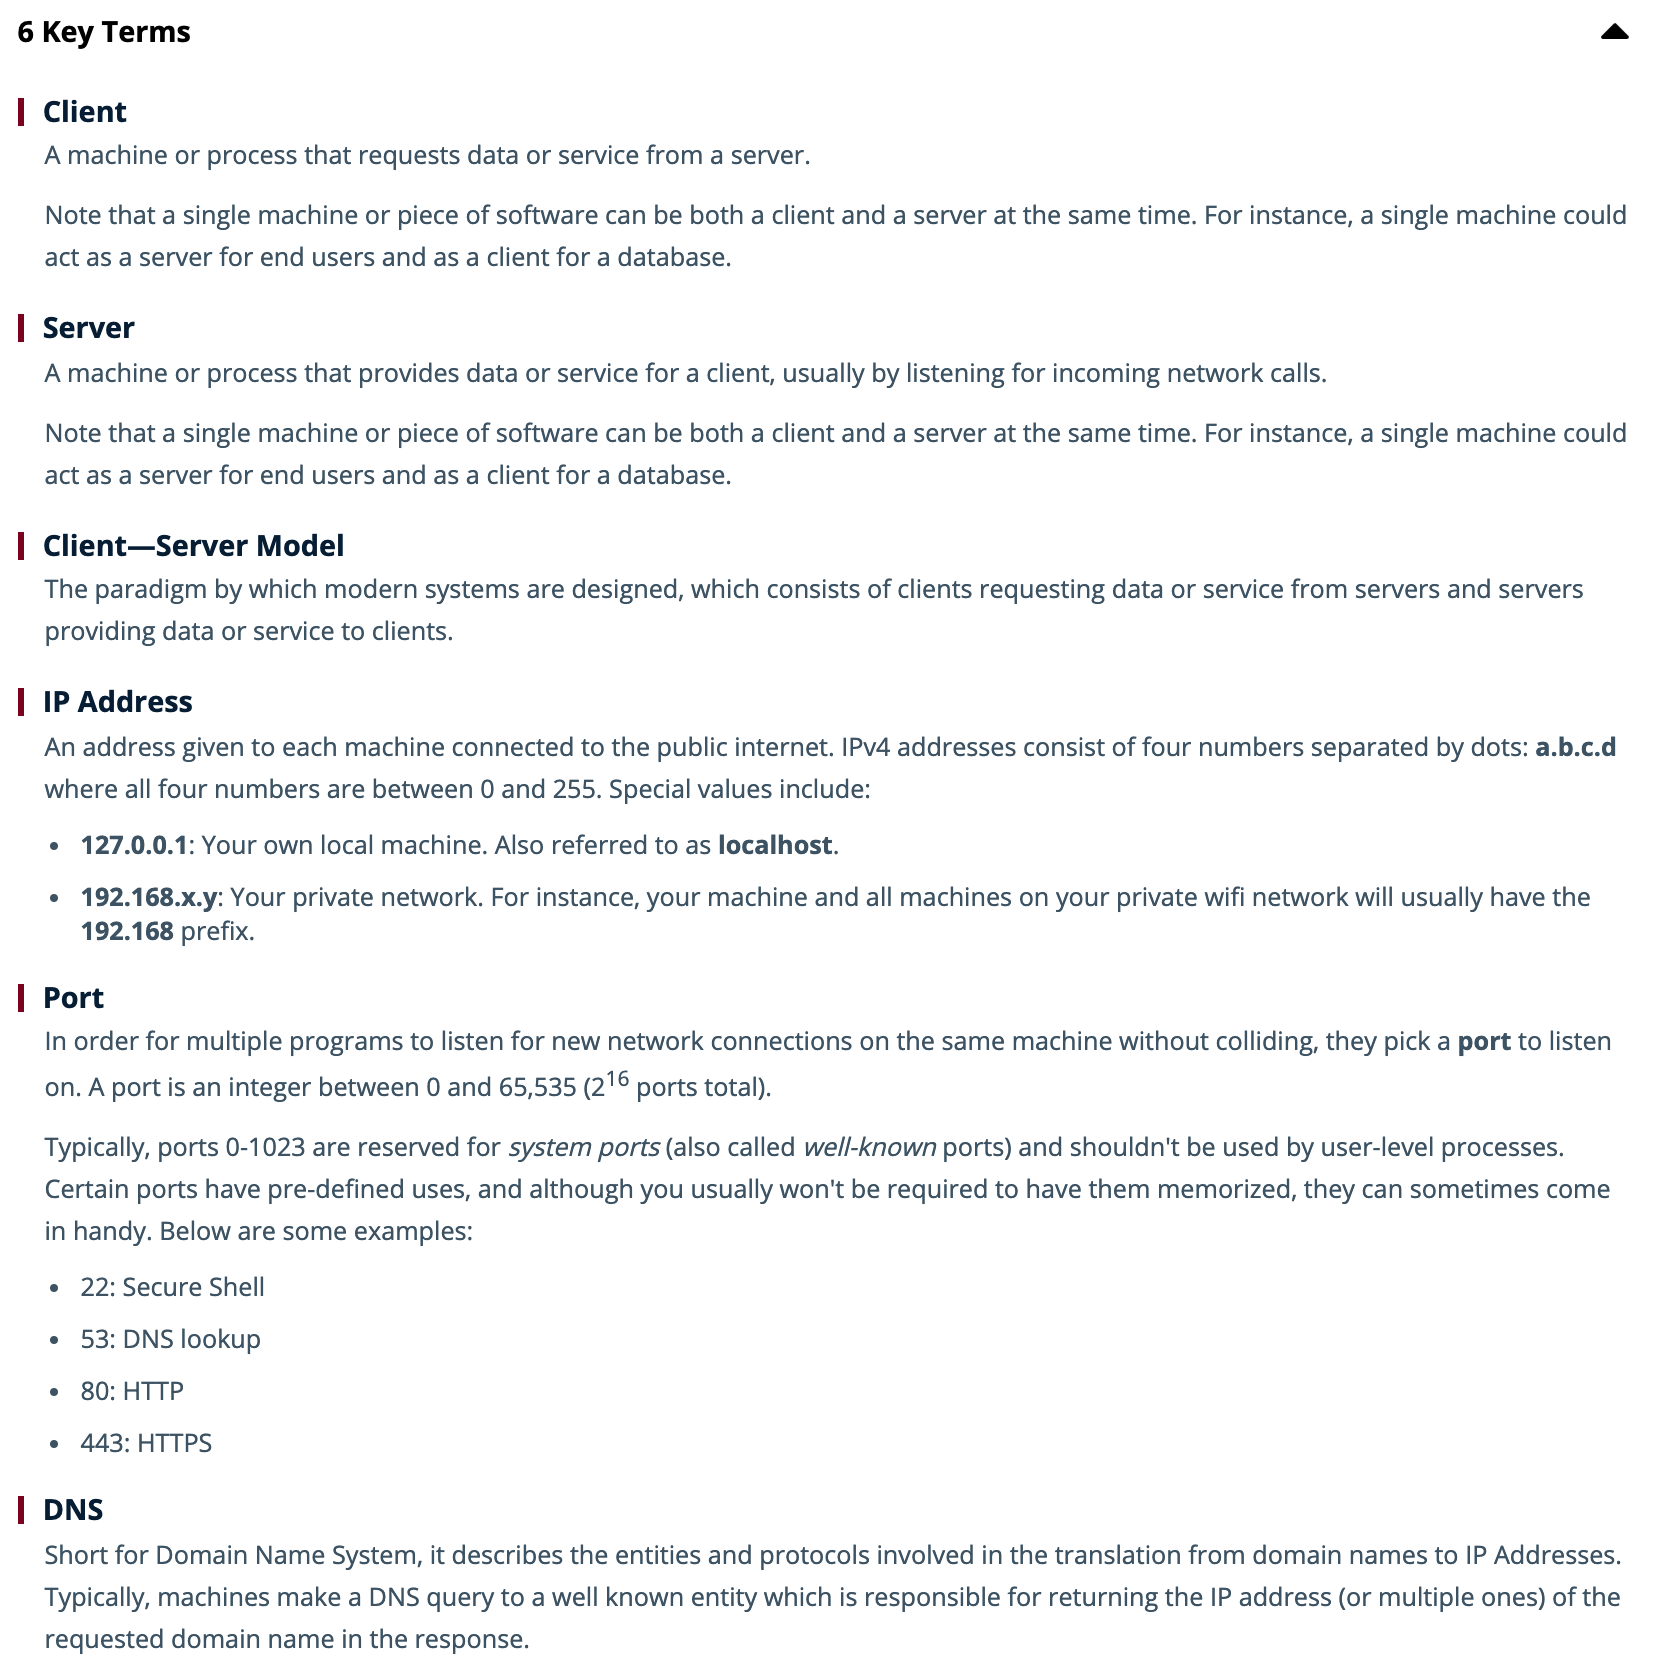 6 Key Terms
Client
A machine or process that requests data or service from a server.
Note that a single machine or piece of software can be both a client and a server at the same time. For instance, a single machine could
act as a server for end users and as a client for a database.
Server
A machine or process that provides data or service for a client, usually by listening for incoming network calls.
Note that a single machine or piece of software can be both a client and a server at the same time. For instance, a single machine could
act as a server for end users and as a client for a database.
Client—Server Model
The paradigm by which modern systems are designed, which consists of clients requesting data or service from servers and servers
providing data or service to clients.
IP Address
An address given to each machine connected to the public internet. IPv4 addresses consist of four numbers separated by dots: a.b.c.d
where all four numbers are between 0 and 255. Special values include:
• 127.0.0.1: Your own local machine. Also referred to as localhost.
• 192.168.x.y: Your private network. For instance, your machine and all machines on your private wifi network will usually have the
192.168 prefix.
Port
In order for multiple programs to listen for new network connections on the same machine without colliding, they pick a port to listen
on. A port is an integer between 0 and 65,535 (2¹⁶ ports total).
Typically, ports 0-1023 are reserved for system ports (also called well-known ports) and shouldn't be used by user-level processes.
Certain ports have pre-defined uses, and although you usually won't be required to have them memorized, they can sometimes come
in handy. Below are some examples:
• 22: Secure Shell
• 53: DNS lookup
• 80: HTTP
• 443: HTTPS
DNS
Short for Domain Name System, it describes the entities and protocols involved in the translation from domain names to IP Addresses.
Typically, machines make a DNS query to a well known entity which is responsible for returning the IP address (or multiple ones) of the
requested domain name in the response.